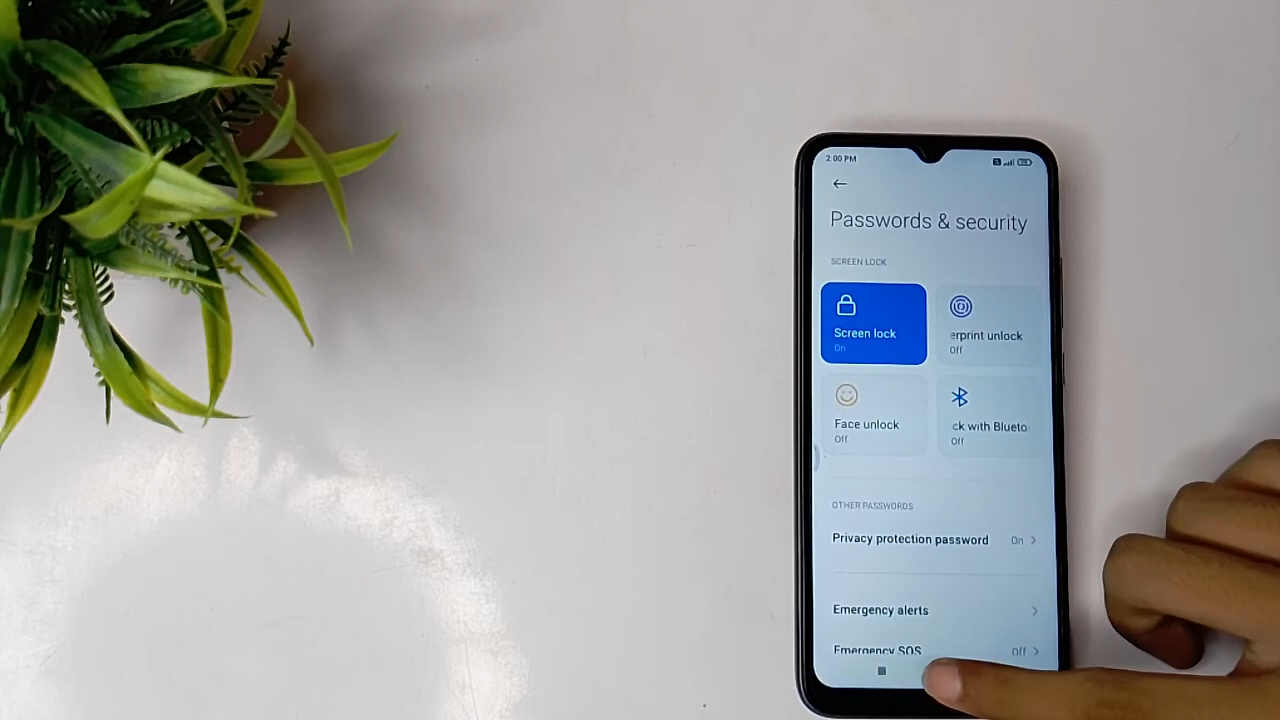 2:00 PM
Passwords & security
SCREEN LOCK
Screen lock
On
erprint unlock
Off
Face unlock
Off
ck with Blueto
Off
OTHER PASSWORDS
Privacy protection password On
Emergency alerts
Emergency SOS Off